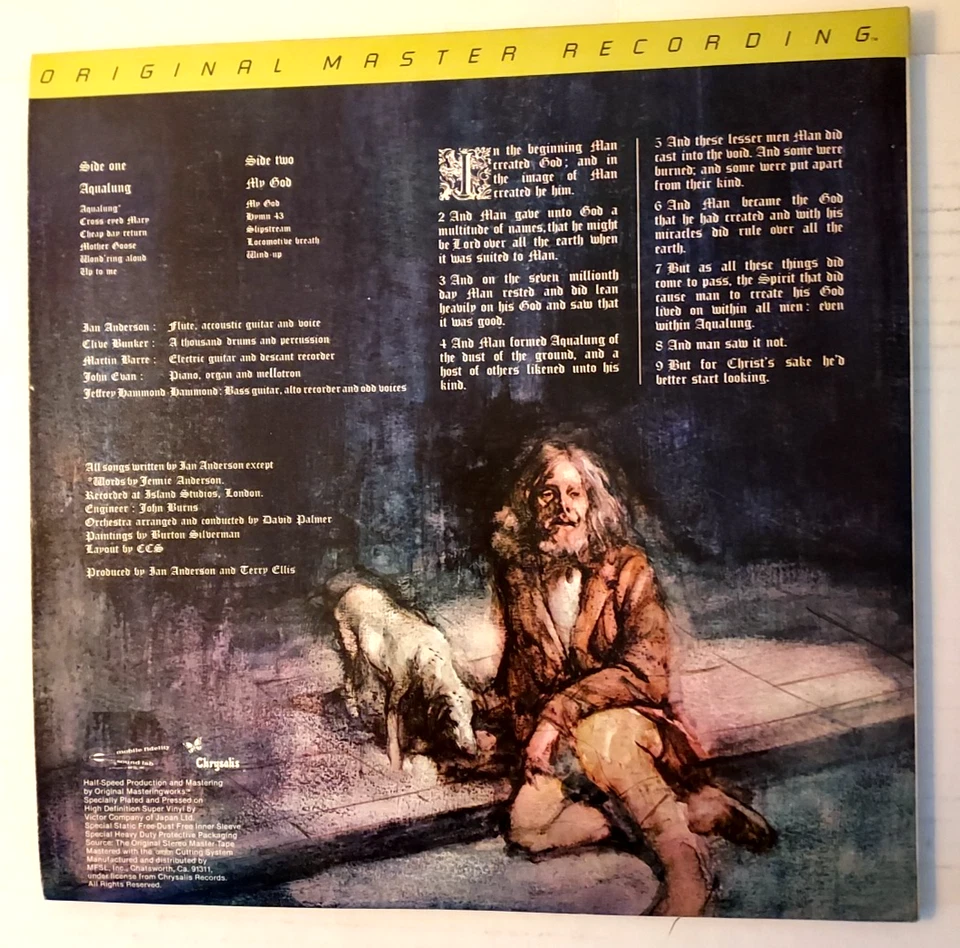 ORIGINAL MASTER RECORDING™
Side one
Aqualung
Aqualung*
Cross-eyed Mary
Cheap day return
Mother Goose
Wond'ring aloud
Up to me
Side two
My God
My God
Hymn 43
Slipstream
Locomotive breath
Wind-up
Ian Anderson : Flute, accoustic guitar and voice
Clive Bunker : A thousand drums and percussion
Martin Barre : Electric guitar and descant recorder
John Evan : Piano, organ and mellotron
Jeffrey Hammond-Hammond: Bass guitar, alto recorder and odd voices
All songs written by Ian Anderson except
*Words by Jennie Anderson.
Recorded at Island Studios, London.
Engineer : John Burns
Orchestra arranged and conducted by David Palmer
Paintings by Burton Silverman
Layout by CCS
Produced by Ian Anderson and Terry Ellis
In the beginning Man
created God; and in
the image of Man
created he him.
2 And Man gave unto God a
multitude of names, that he might
be Lord over all the earth when
it was suited to Man.
3 And on the seven millionth
day Man rested and did lean
heavily on his God and saw that
it was good.
4 And Man formed Aqualung of
the dust of the ground, and a
host of others likened unto his
kind.
5 And these lesser men Man did
cast into the void. And some were
burned; and some were put apart
from their kind.
6 And Man became the God
that he had created and with his
miracles did rule over all the
earth.
7 But as all these things did
come to pass, the Spirit that did
cause man to create his God
lived on within all men: even
within Aqualung.
8 And man saw it not.
9 But for Christ's sake he'd
better start looking.
mobile fidelity
sound lab
Chrysalis
Half-Speed Production and Mastering
by Original Masteringworks.™
Specially Plated and Pressed on
High Definition Super Vinyl by
Victor Company of Japan Ltd.
Special Static Free-Dust Free Inner Sleeve
Special Heavy Duty Protective Packaging
Source: The Original Stereo Master Tape
Mastered with the Cutting System
Manufactured and distributed by
MFSL, Inc., Chatsworth, Ca. 91311,
under license from Chrysalis Records.
All Rights Reserved.